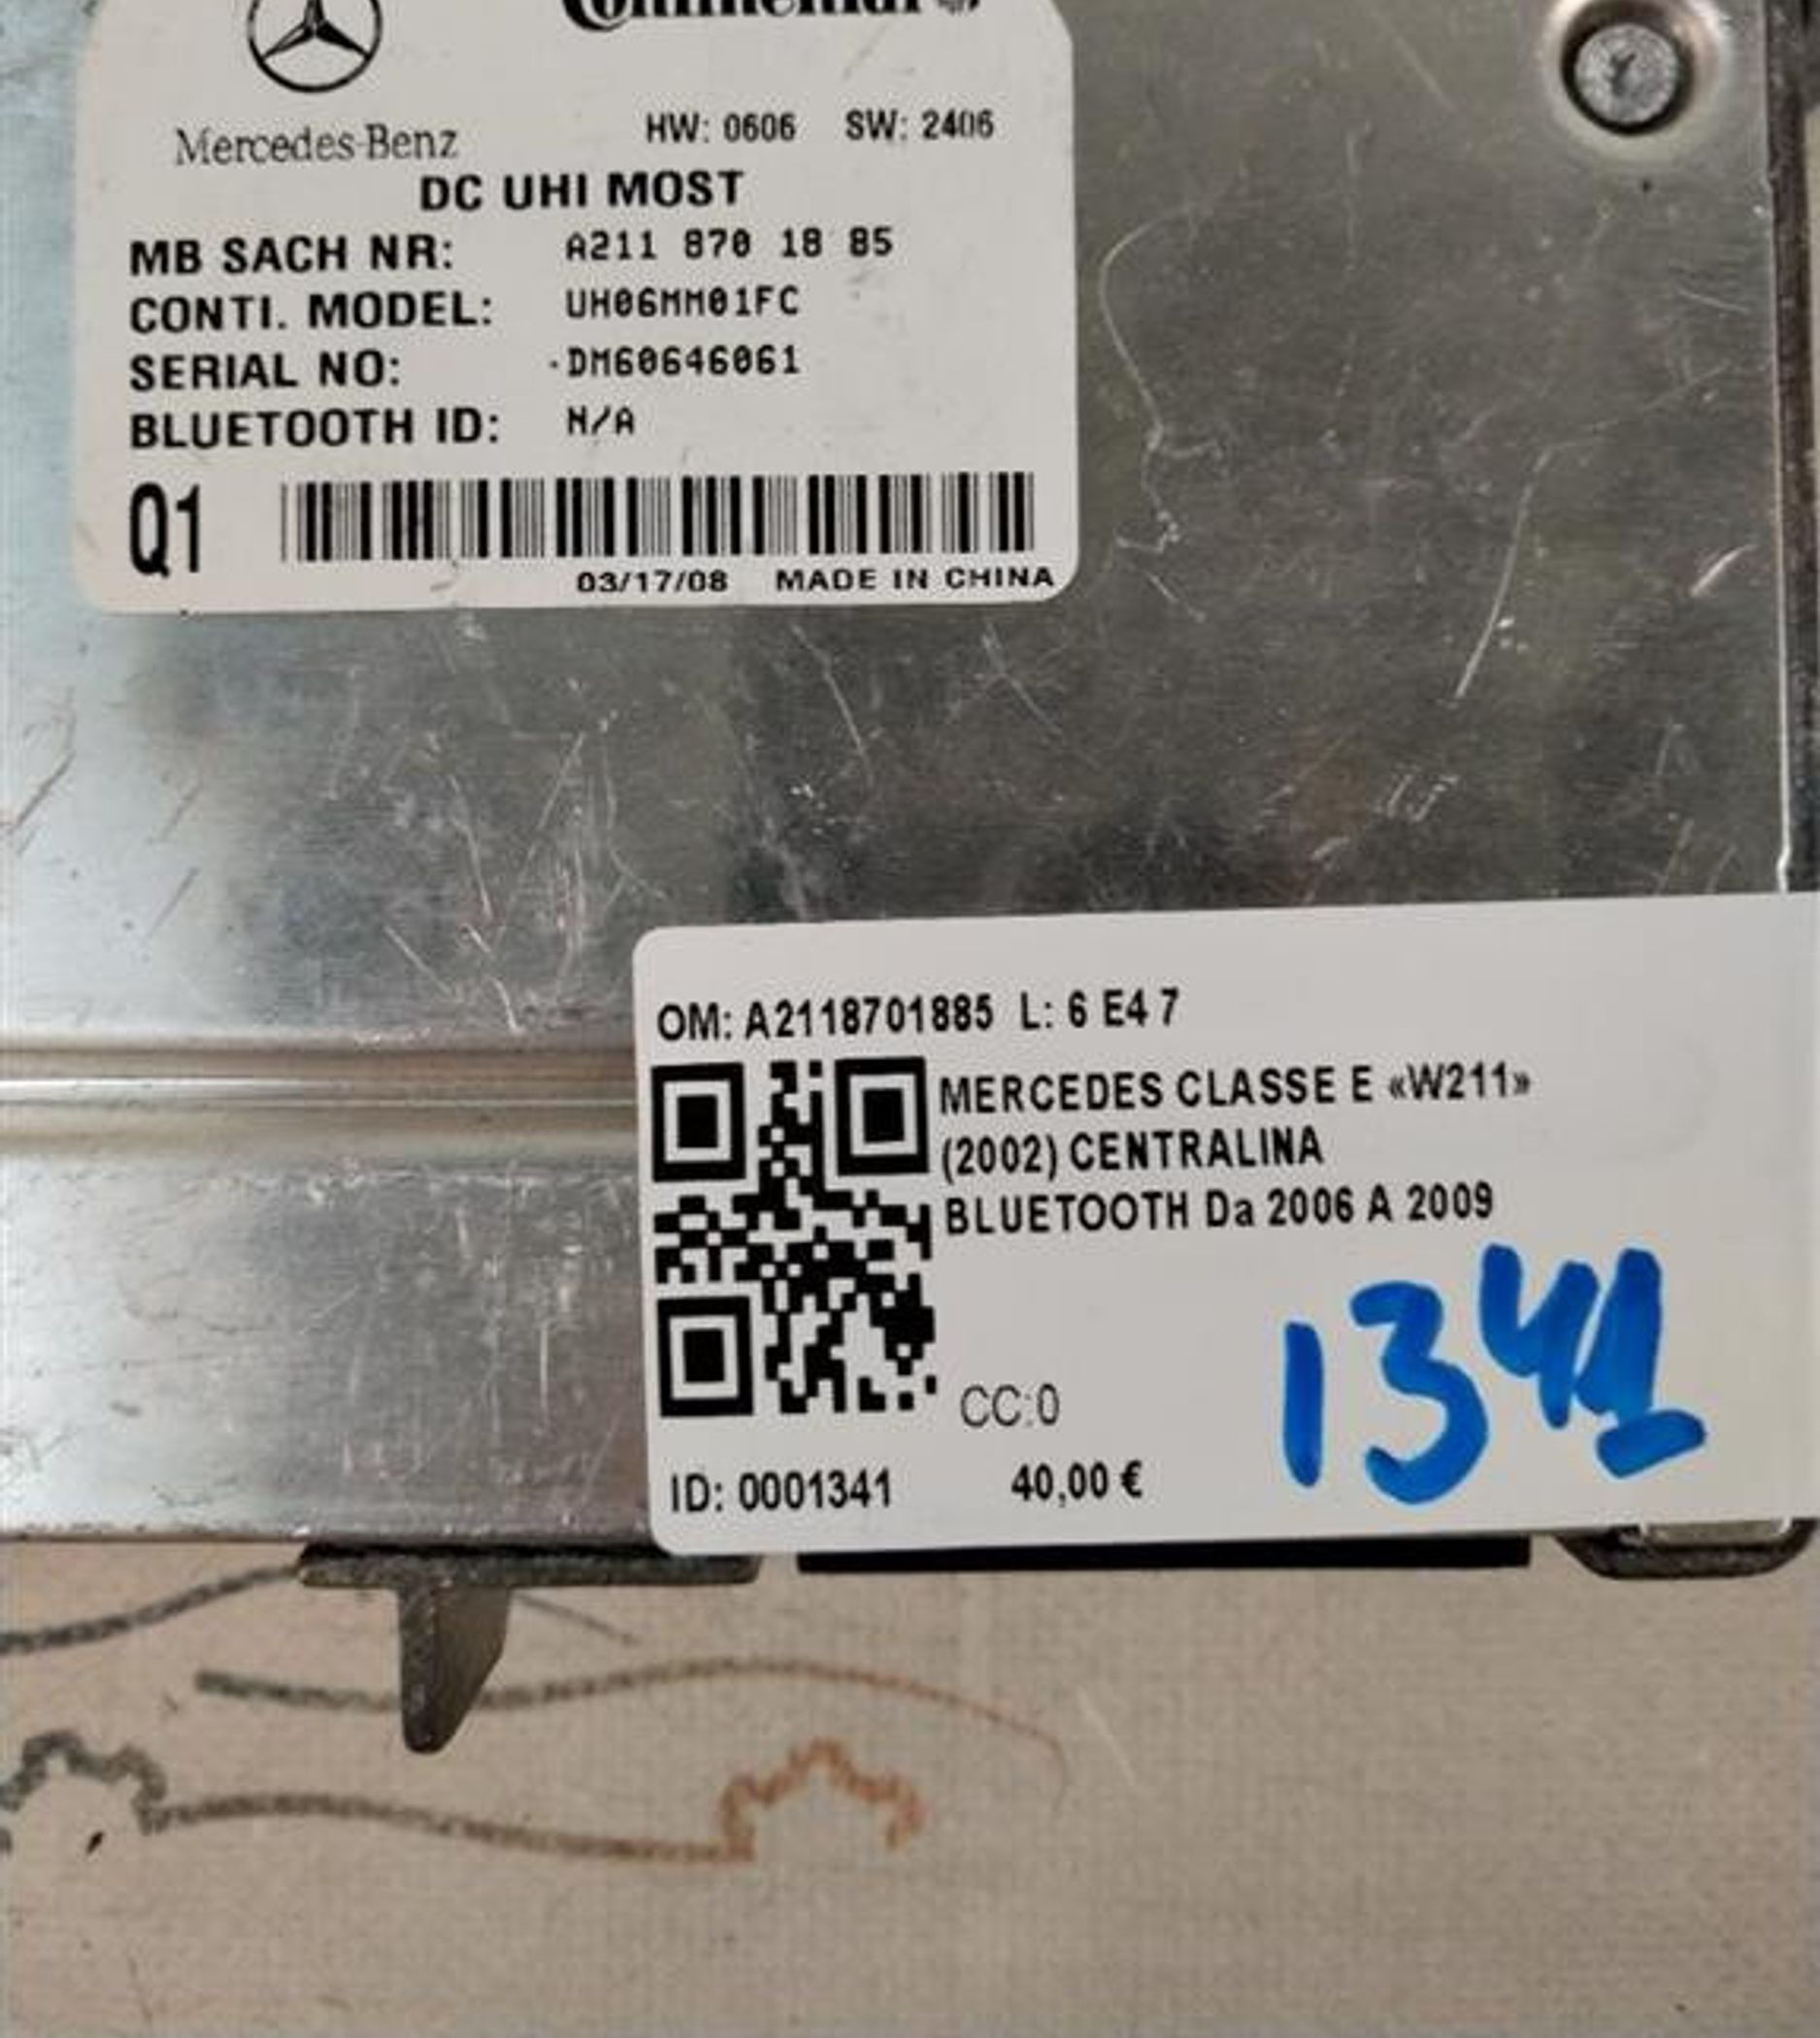 Continental
Mercedes-Benz
HW: 0606 SW: 2406
DC UHI MOST
MB SACH NR: A211 870 18 85
CONTI. MODEL: UH06MM01FC
SERIAL NO: DM60646061
BLUETOOTH ID: N/A
Q1
03/17/08 MADE IN CHINA
OM: A2118701885 L: 6 E4 7
MERCEDES CLASSE E «W211»
(2002) CENTRALINA
BLUETOOTH Da 2006 A 2009
1341
CC:0
ID: 0001341 40,00 €